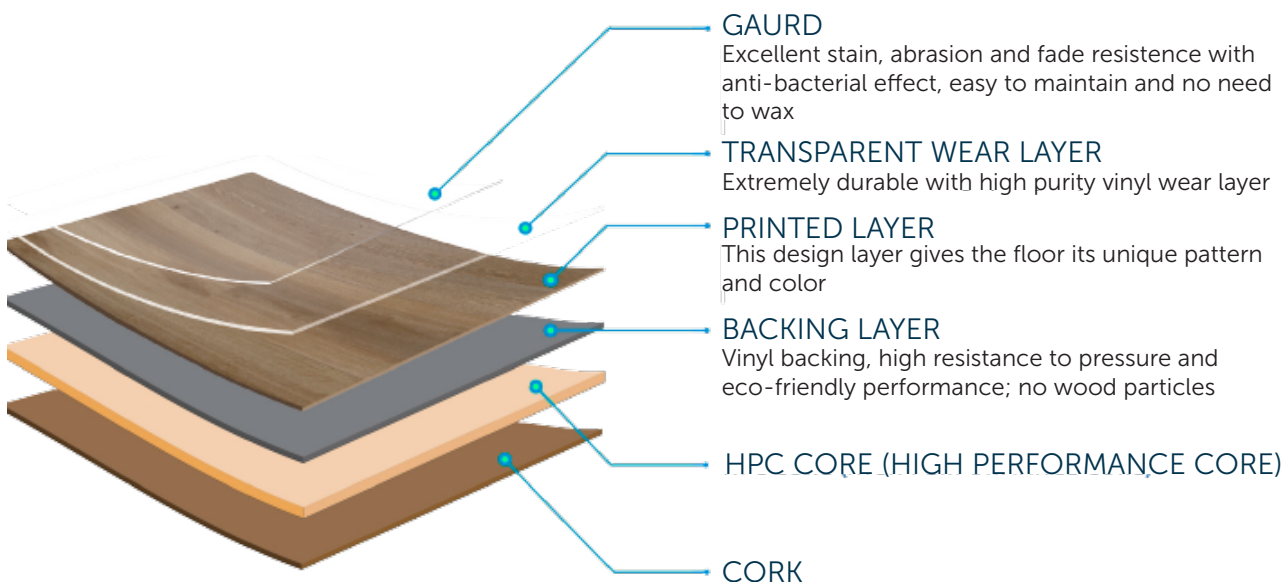 GAURD
Excellent stain, abrasion and fade resistence with
anti-bacterial effect, easy to maintain and no need
to wax
TRANSPARENT WEAR LAYER
Extremely durable with high purity vinyl wear layer
PRINTED LAYER
This design layer gives the floor its unique pattern
and color
BACKING LAYER
Vinyl backing, high resistance to pressure and
eco-friendly performance; no wood particles
HPC CORE (HIGH PERFORMANCE CORE)
CORK